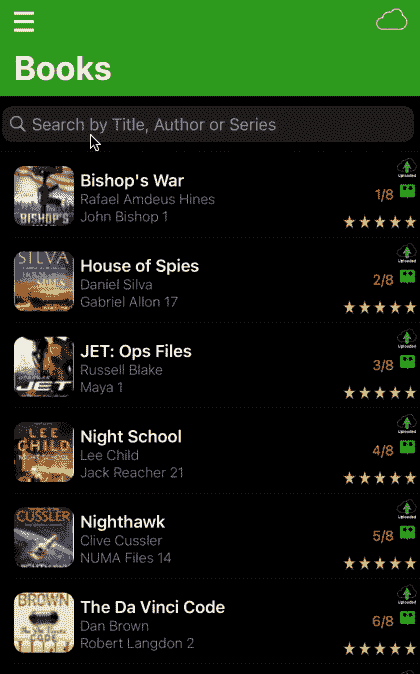 Books
Search by Title, Author or Series
BISHOP'S
Bishop's War
Rafael Amdeus Hines
John Bishop 1
Uploaded
1/8
SILVA
HOUSE OF
SPIES
House of Spies
Daniel Silva
Gabriel Allon 17
Uploaded
2/8
JET
JET: Ops Files
Russell Blake
Maya 1
Uploaded
3/8
LEE
CHILD
Night School
Lee Child
Jack Reacher 21
Uploaded
4/8
CUSSLER
Nighthawk
Clive Cussler
NUMA Files 14
Uploaded
5/8
BROWN
The Da Vinci Code
Dan Brown
Robert Langdon 2
Uploaded
6/8